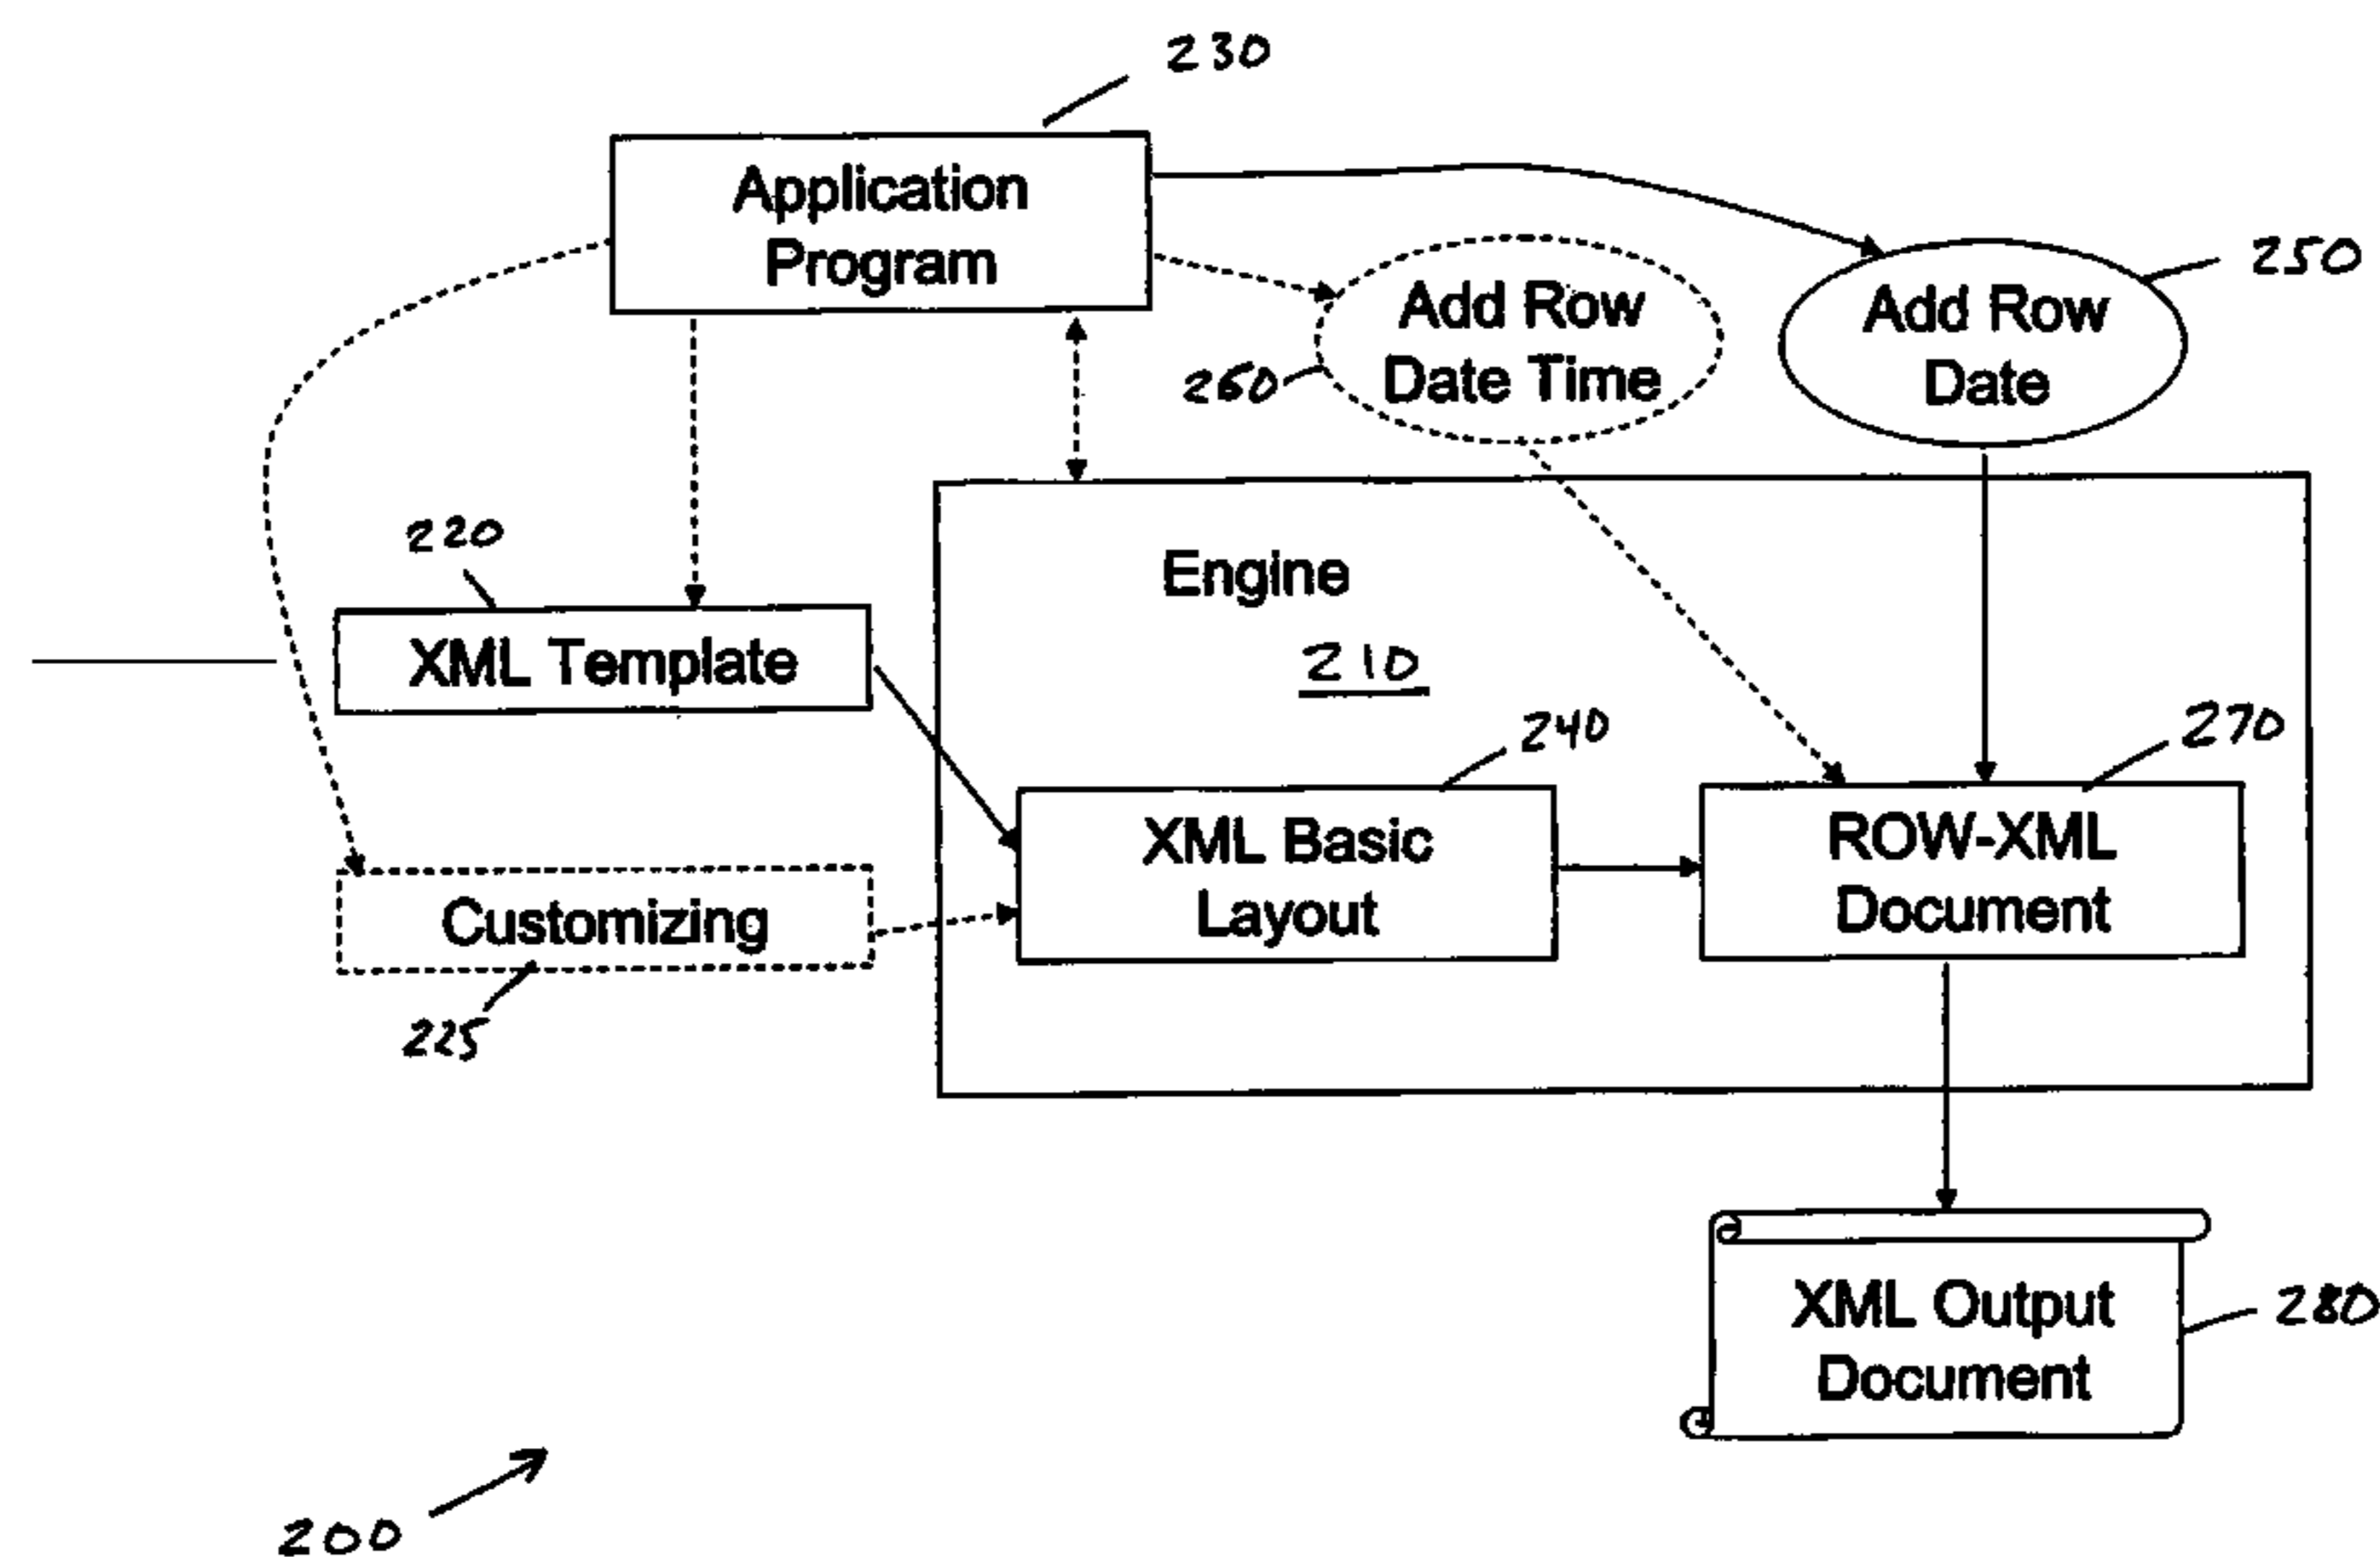 230
Application
Program
250
Add Row
Date Time
260
Add Row
Date
220
Engine
210
XML Template
240
270
XML Basic
Layout
ROW-XML
Document
Customizing
225
XML Output
Document
280
200